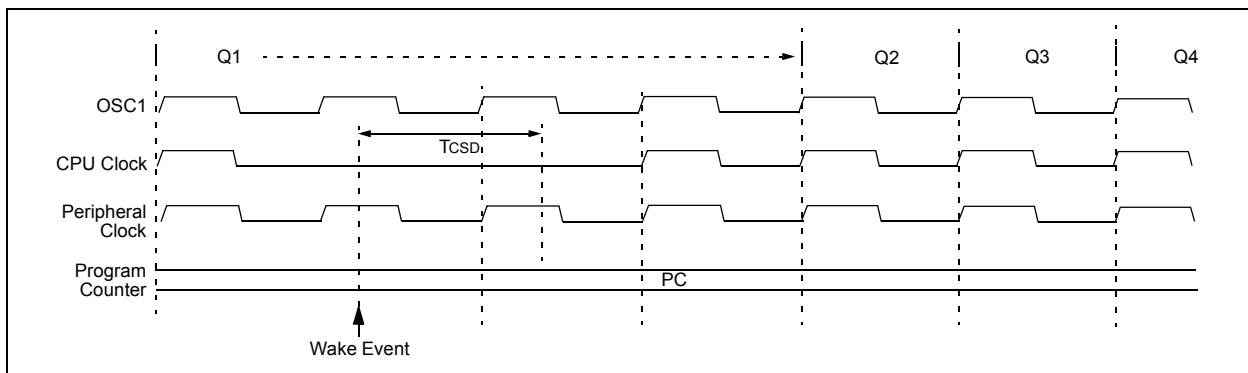 Q1
Q2
Q3
Q4
OSC1
TCSD
CPU Clock
Peripheral
Clock
Program
Counter
PC
Wake Event